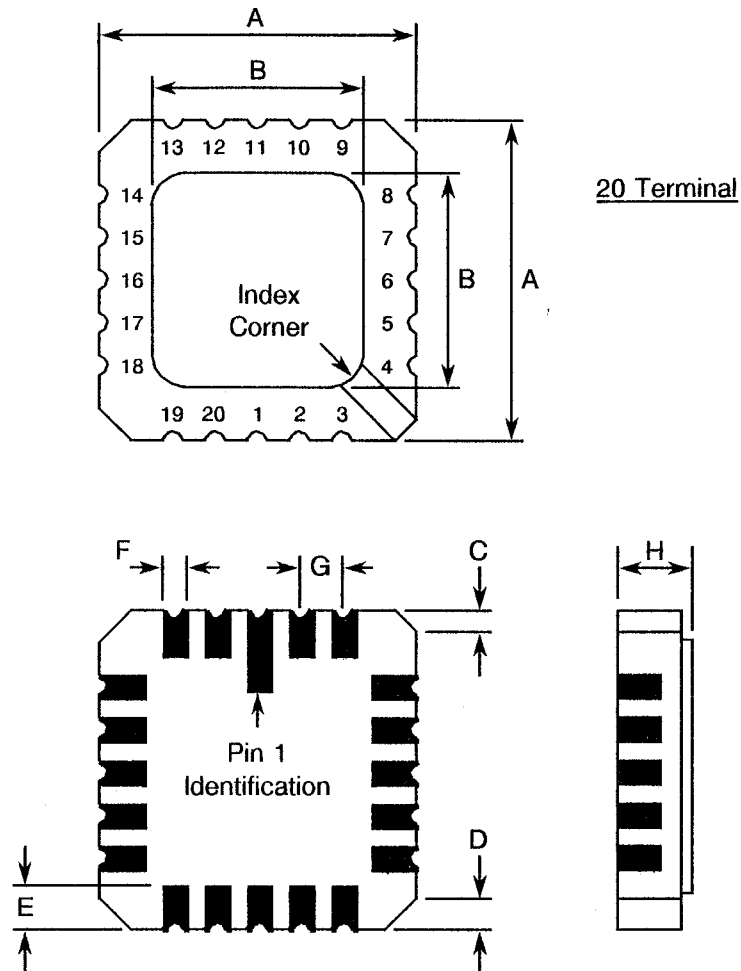 A
B
13 12 11 10 9
14 8
20 Terminal
15 7
16 6
B A
Index
Corner
17 5
18 4
19 20 1 2 3
F G C H
Pin 1
Identification
D
E